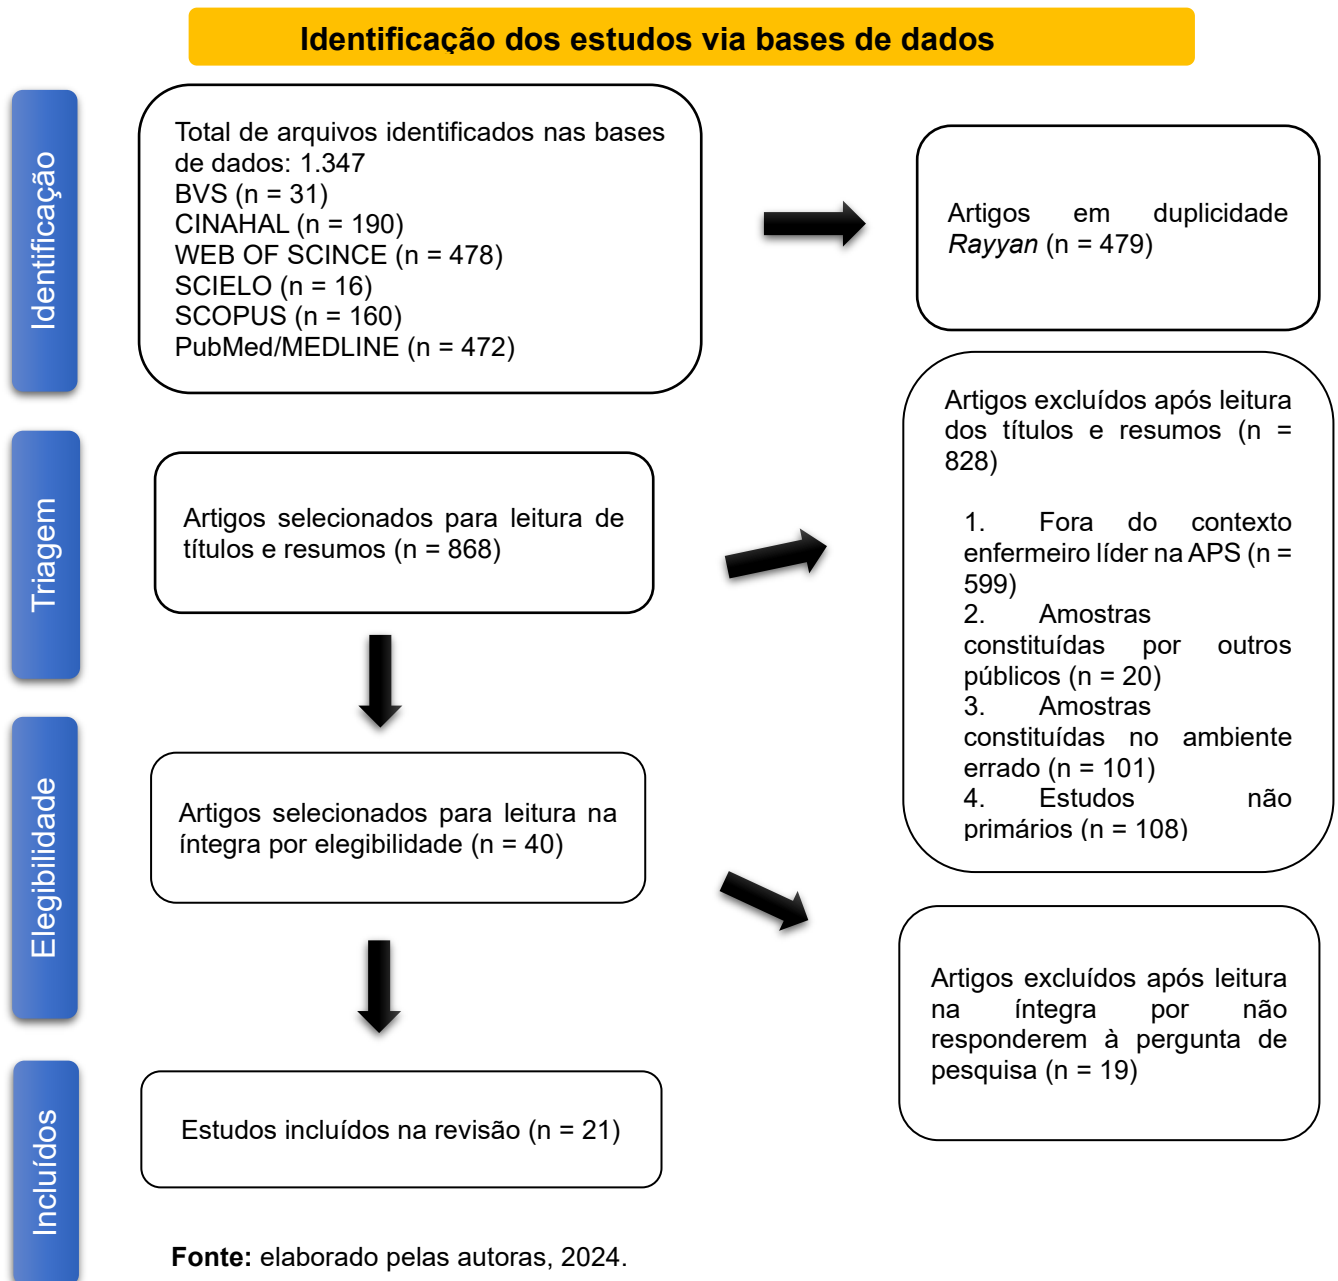 Identificação dos estudos via bases de dados
Identificação
Total de arquivos identificados nas bases
de dados: 1.347
BVS (n = 31)
CINAHAL (n = 190)
WEB OF SCINCE (n = 478)
SCIELO (n = 16)
SCOPUS (n = 160)
PubMed/MEDLINE (n = 472)
Artigos em duplicidade
Rayyan (n = 479)
Triagem
Artigos selecionados para leitura de
títulos e resumos (n = 868)
Artigos excluídos após leitura
dos títulos e resumos (n =
828)
1. Fora do contexto
enfermeiro líder na APS (n =
599)
2. Amostras
constituídas por outros
públicos (n = 20)
3. Amostras
constituídas no ambiente
errado (n = 101)
4. Estudos não
primários (n = 108)
Elegibilidade
Artigos selecionados para leitura na
íntegra por elegibilidade (n = 40)
Artigos excluídos após leitura
na íntegra por não
responderem à pergunta de
pesquisa (n = 19)
Incluídos
Estudos incluídos na revisão (n = 21)
Fonte: elaborado pelas autoras, 2024.